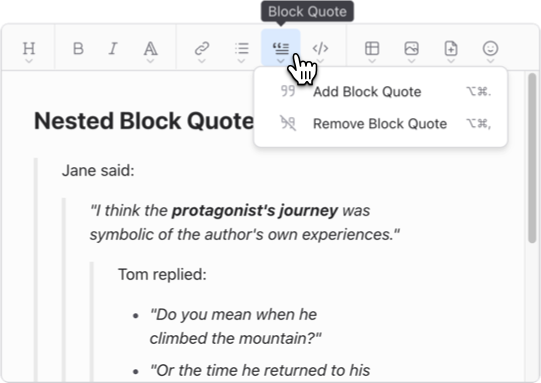 Block Quote
H B I A
Add Block Quote ⌥⌘.
Remove Block Quote ⌥⌘,
Nested Block Quote
Jane said:
"I think the protagonist's journey was
symbolic of the author's own experiences."
Tom replied:
• "Do you mean when he
climbed the mountain?"
• "Or the time he returned to his